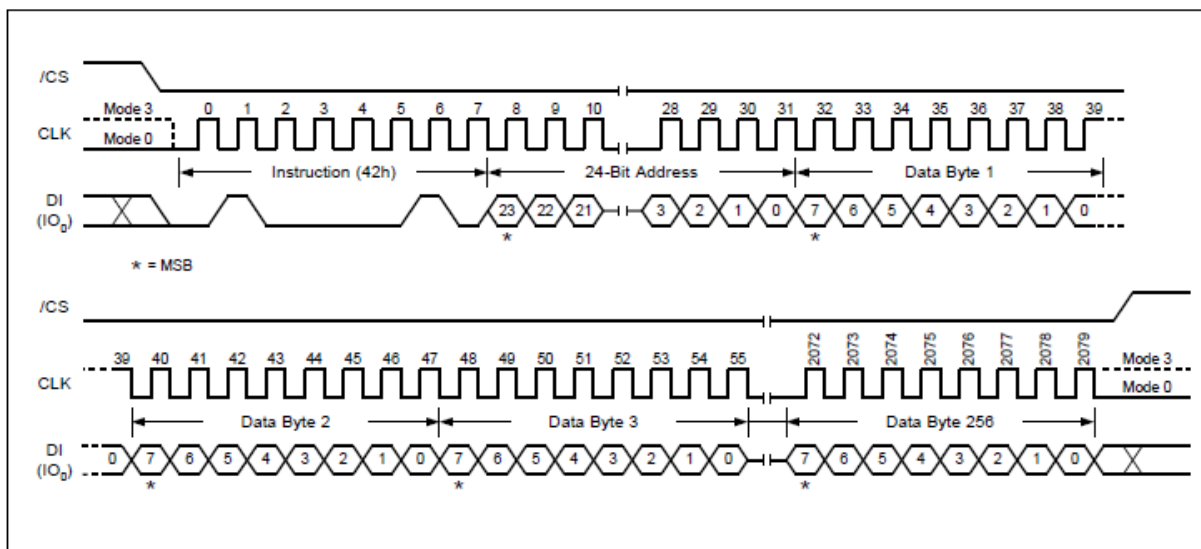 /CS
Mode 3 0 1 2 3 4 5 6 7 8 9 10 28 29 30 31 32 33 34 35 36 37 38 39
CLK
Mode 0
Instruction (42h) 24-Bit Address Data Byte 1
DI
(IO0) 23 22 21 3 2 1 0 7 6 5 4 3 2 1 0
* *
* = MSB
/CS
39 40 41 42 43 44 45 46 47 48 49 50 51 52 53 54 55 2072 2073 2074 2075 2076 2077 2078 2079 Mode 3
CLK
Mode 0
Data Byte 2 Data Byte 3 Data Byte 256
DI
(IO0) 0 7 6 5 4 3 2 1 0 7 6 5 4 3 2 1 0 7 6 5 4 3 2 1 0
* * *